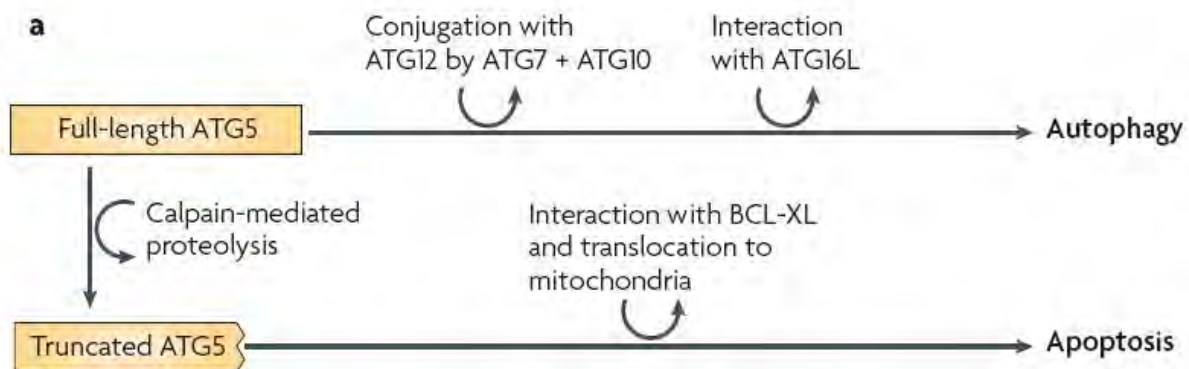 a
Conjugation with
ATG12 by ATG7 + ATG10
Interaction
with ATG16L
Full-length ATG5
Autophagy
Calpain-mediated
proteolysis
Interaction with BCL-XL
and translocation to
mitochondria
Truncated ATG5
Apoptosis